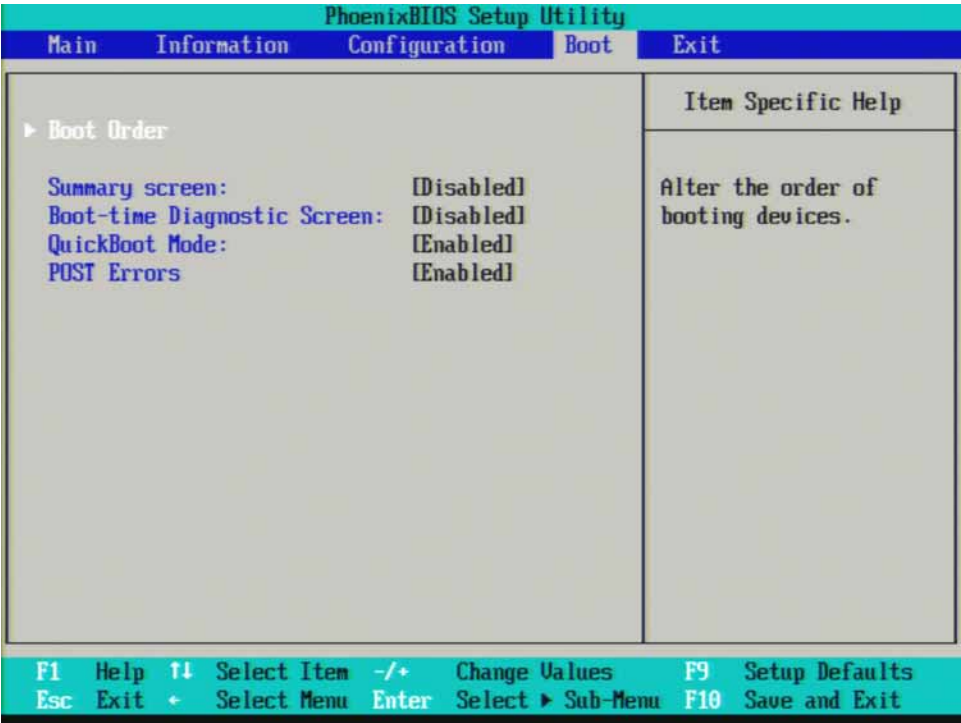 PhoenixBIOS Setup Utility
Main Information Configuration Boot Exit
Item Specific Help
▶ Boot Order
Summary screen: [Disabled]
Boot-time Diagnostic Screen: [Disabled]
QuickBoot Mode: [Enabled]
POST Errors [Enabled]
Alter the order of
booting devices.
F1 Help ↑↓ Select Item -/+ Change Values F9 Setup Defaults
Esc Exit ← Select Menu Enter Select ▶ Sub-Menu F10 Save and Exit